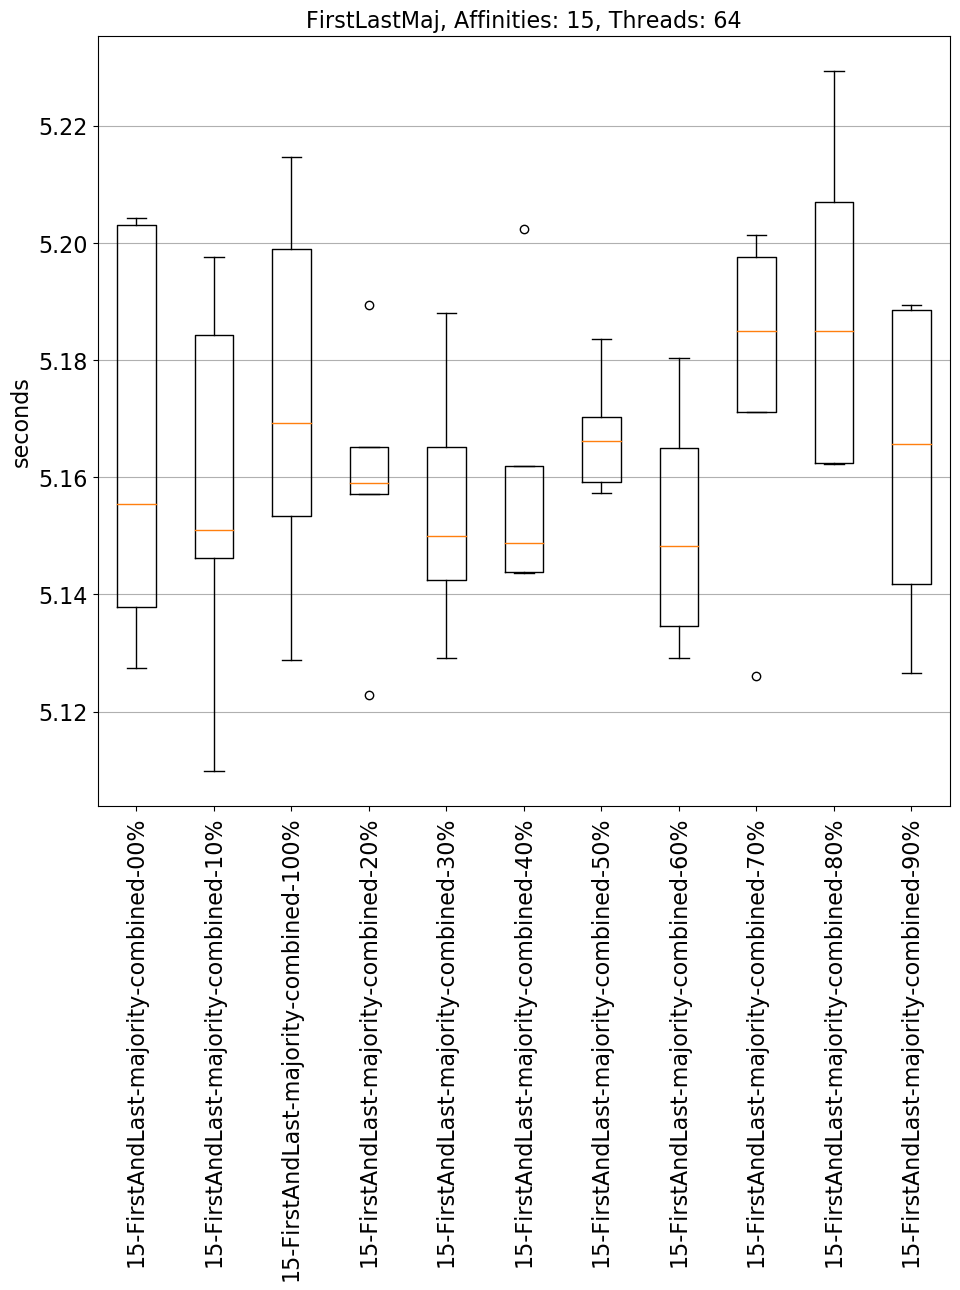 FirstLastMaj, Affinities: 15, Threads: 64
seconds
5.22
5.20
5.18
5.16
5.14
5.12
15-FirstAndLast-majority-combined-00%
15-FirstAndLast-majority-combined-10%
15-FirstAndLast-majority-combined-100%
15-FirstAndLast-majority-combined-20%
15-FirstAndLast-majority-combined-30%
15-FirstAndLast-majority-combined-40%
15-FirstAndLast-majority-combined-50%
15-FirstAndLast-majority-combined-60%
15-FirstAndLast-majority-combined-70%
15-FirstAndLast-majority-combined-80%
15-FirstAndLast-majority-combined-90%